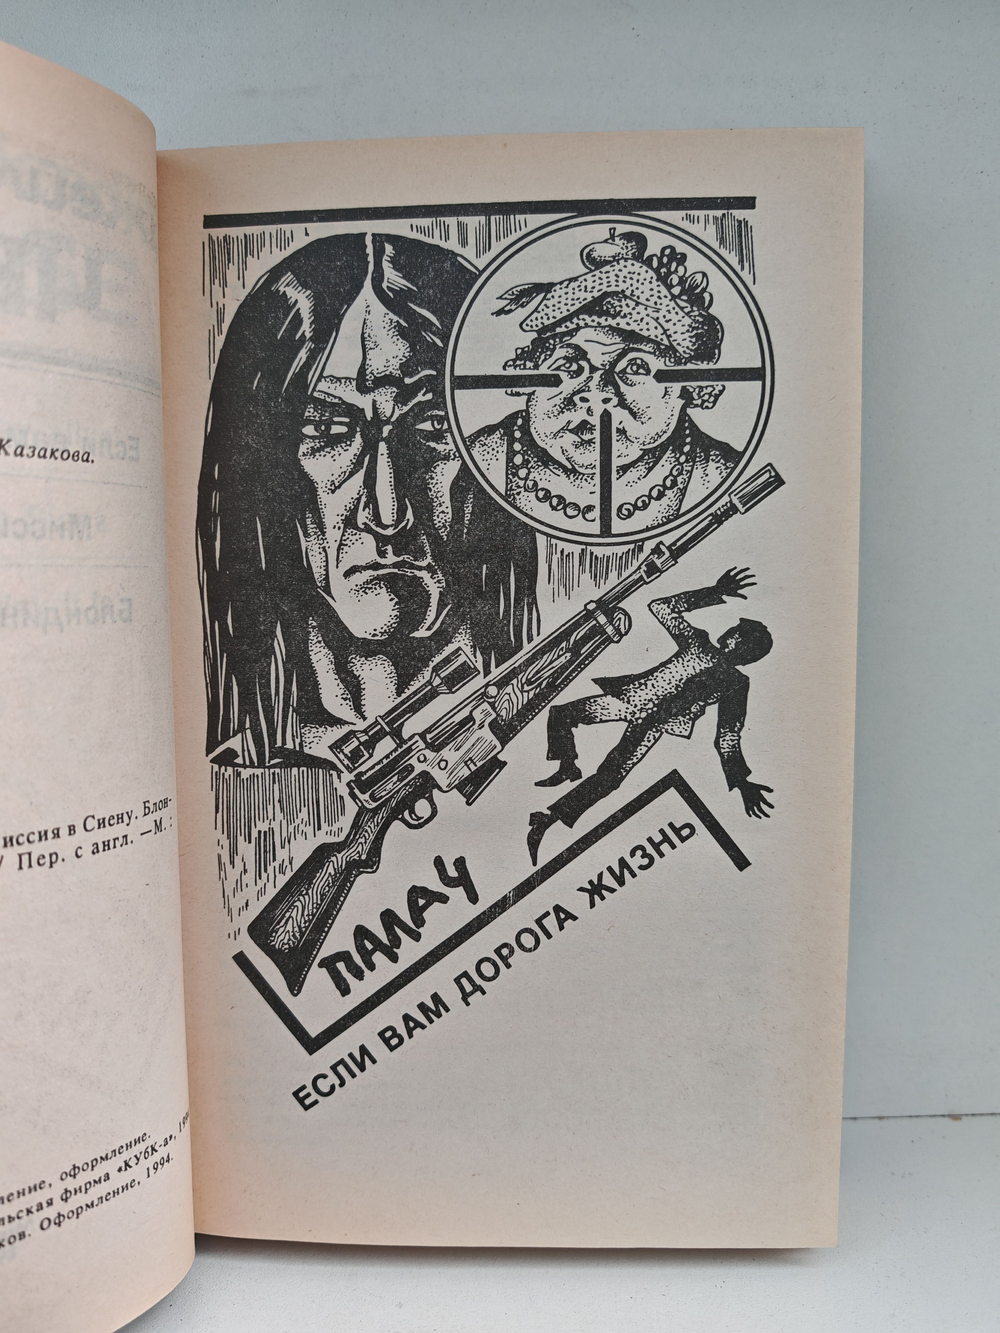 Казакова.
иссия в Сиену. Блон-
/ Пер. с англ. —М. :
ление, оформление.
льская фирма «КУбК-а», 199
ков. Оформление, 1994.
ПАЛАЧ
ЕСЛИ ВАМ ДОРОГА ЖИЗНЬ